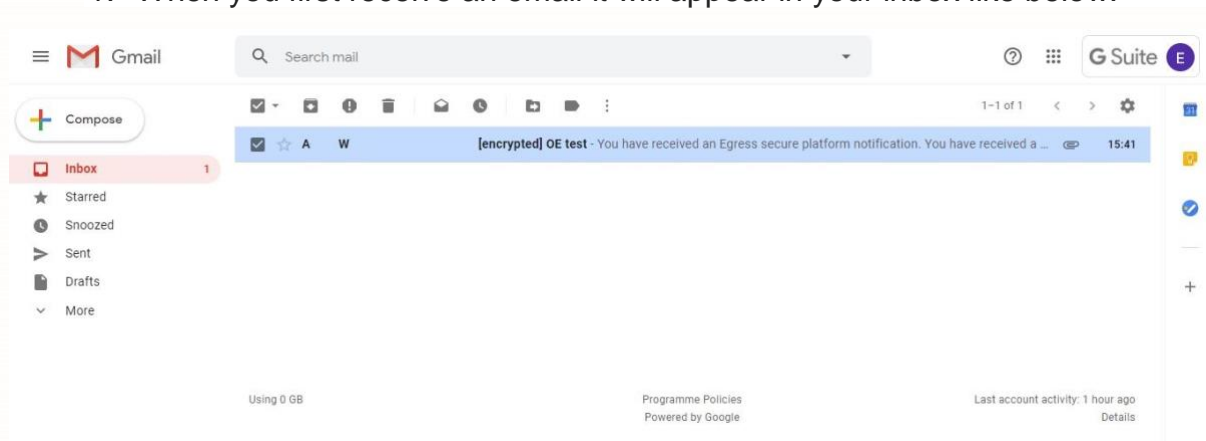 1. When you first receive an email it will appear in your inbox like below.
Gmail
Search mail
G Suite E
Compose
1–1 of 1
31
A W [encrypted] OE test - You have received an Egress secure platform notification. You have received a ... 15:41
Inbox 1
Starred
Snoozed
Sent
Drafts
More
Using 0 GB
Programme Policies
Last account activity: 1 hour ago
Powered by Google
Details